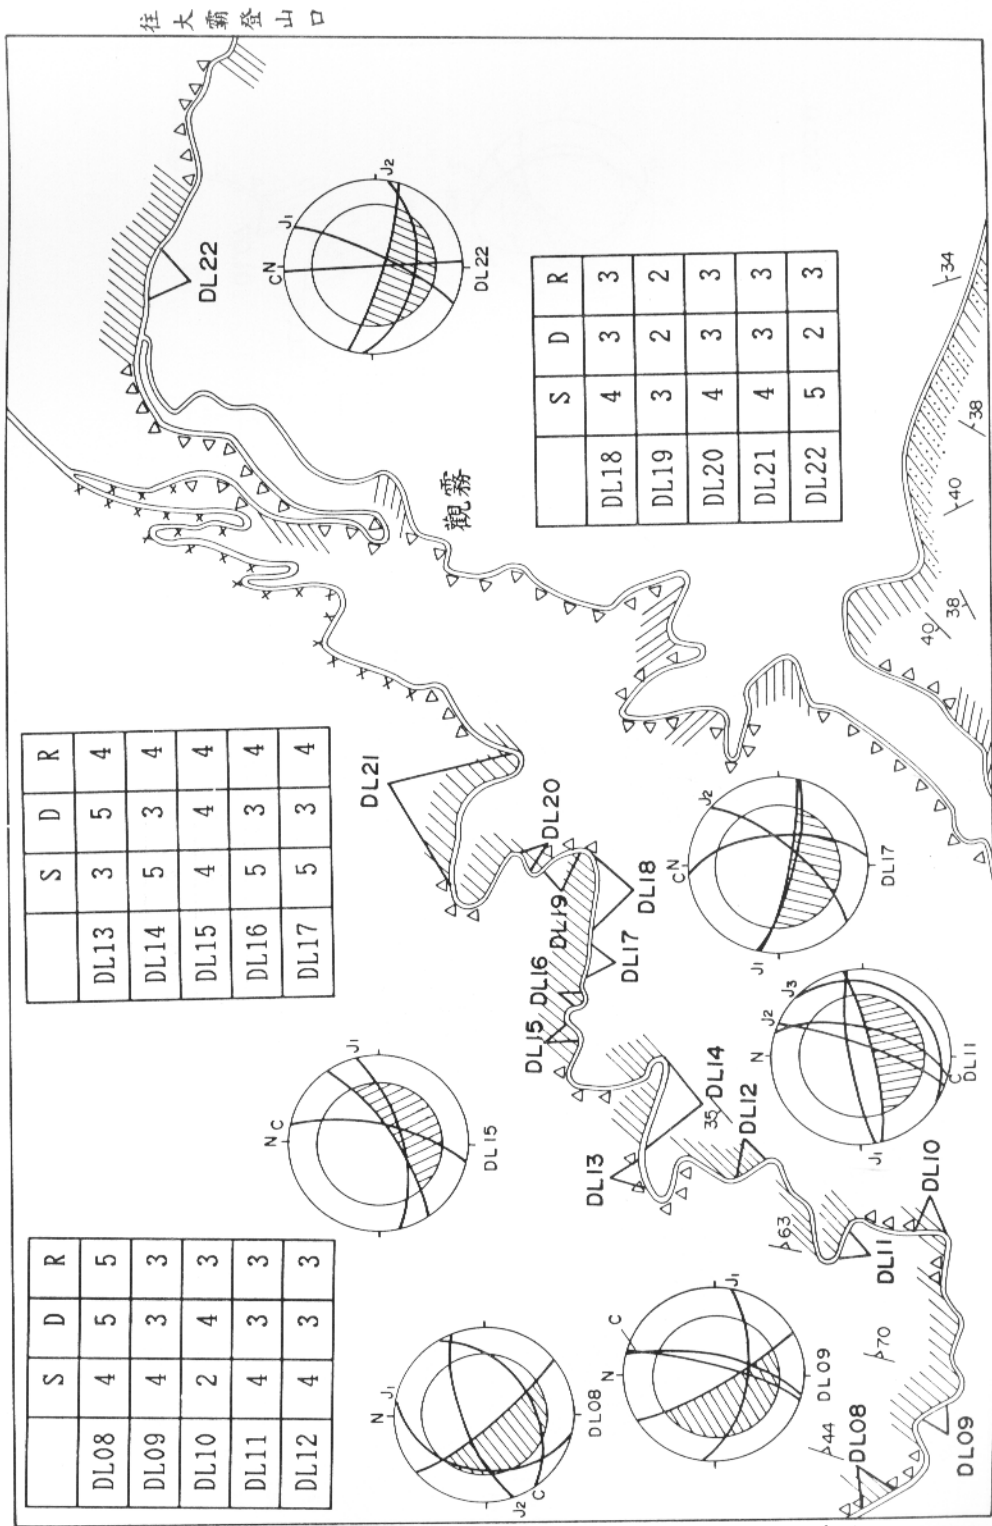 往大霸登山口
S D R
DL08 4 5 5
DL09 4 3 3
DL10 2 4 3
DL11 4 3 3
DL12 4 3 3
S D R
DL13 3 5 4
DL14 5 3 4
DL15 4 4 4
DL16 5 3 4
DL17 5 3 4
S D R
DL18 4 3 3
DL19 3 2 2
DL20 4 3 3
DL21 4 3 3
DL22 5 2 3
N
J1
J2
C
DL08
N
C
J1
DL09
N
J2
J3
J1
C
DL11
N C
J1
DL15
C N
J2
J1
DL17
C N
J1
J2
DL22
觀霧
DL08
DL09
DL10
DL11
DL12
DL13
DL14
DL15
DL16
DL17
DL18
DL19
DL20
DL21
DL22
44
70
63
35
40
38
40
38
34